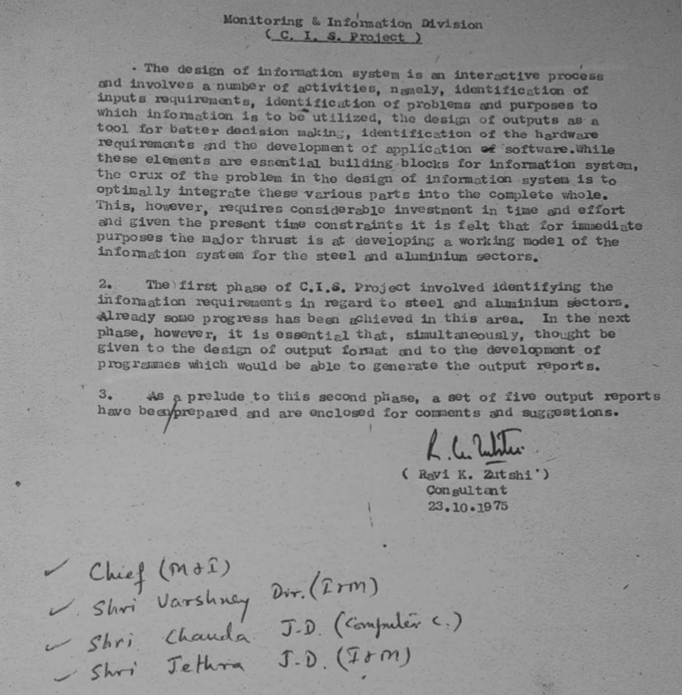 Monitoring & Information Division
( C. I. S. Project )
The design of information system is an interactive process
and involves a number of activities, namely, identification of
inputs requirements, identification of problems and purposes to
which information is to be utilized, the design of outputs as a
tool for better decision making, identification of the hardware
requirements and the development of application of software.While
these elements are essential building blocks for information system,
the crux of the problem in the design of information system is to
optimally integrate these various parts into the complete whole.
This, however, requires considerable investment in time and effort
and given the present time constraints it is felt that for immediate
purposes the major thrust is at developing a working model of the
information system for the steel and aluminium sectors.
2. The first phase of C.I.S. Project involved identifying the
information requirements in regard to steel and aluminium sectors.
Already some progress has been achieved in this area. In the next
phase, however, it is essential that, simultaneously, thought be
given to the design of output format and to the development of
programmes which would be able to generate the output reports.
3. As a prelude to this second phase, a set of five output reports
have been/prepared and are enclosed for comments and suggestions.
( Ravi K. Zutshi )
Consultant
23.10.1975
✓ Chief (M&I)
✓ Shri Varshney Dir. (I&M)
✓ Shri Chauda J.D. (Computer C.)
✓ Shri Jethra J.D. (I&M)